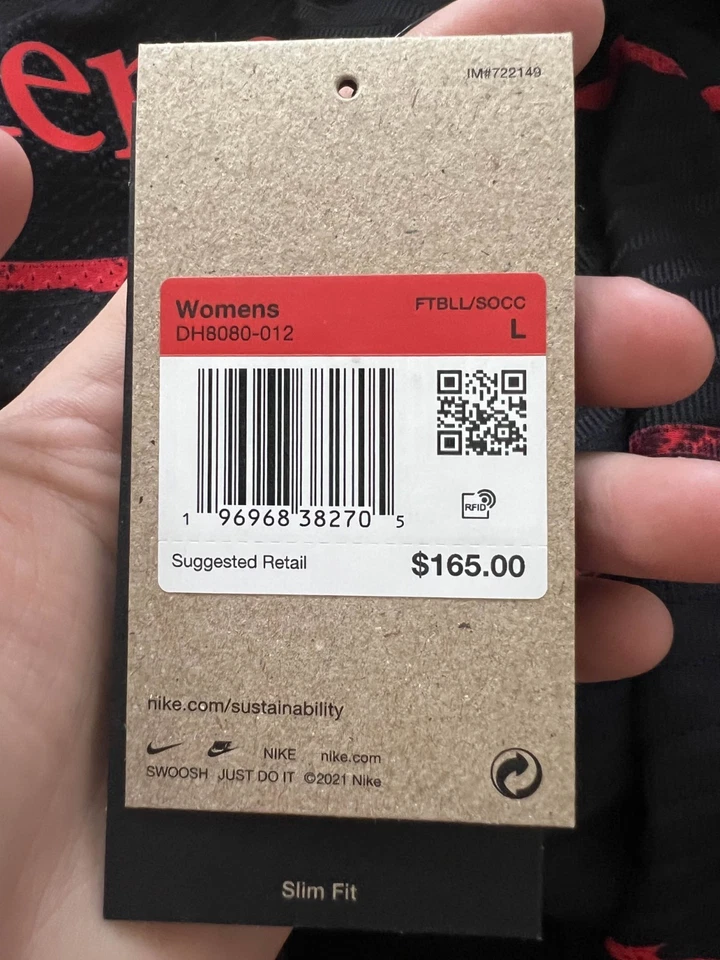 er
IM#722149
Womens
FTBLL/SOCC
DH8080-012
L
1 96968 38270 5
RFID
Suggested Retail
$165.00
nike.com/sustainability
NIKE nike.com
SWOOSH JUST DO IT ©2021 Nike
Slim Fit